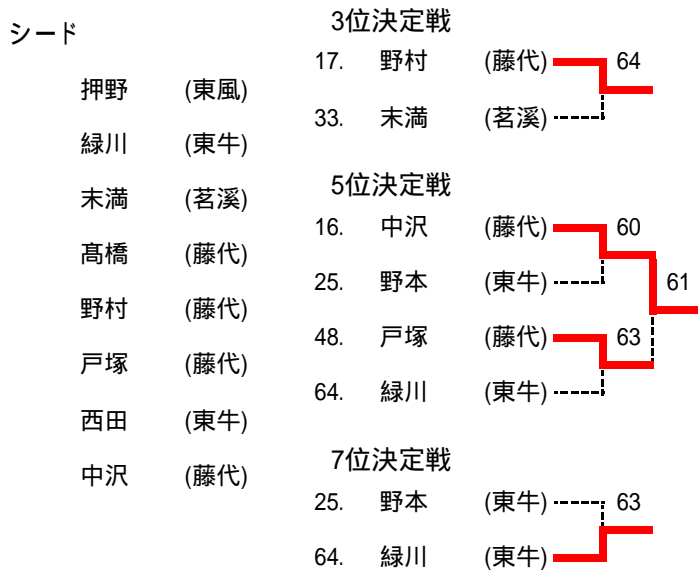 シード
押野 (東風)
緑川 (東牛)
末満 (茗溪)
髙橋 (藤代)
野村 (藤代)
戸塚 (藤代)
西田 (東牛)
中沢 (藤代)
3位決定戦
17. 野村 (藤代) 64
33. 末満 (茗溪)
5位決定戦
16. 中沢 (藤代) 60
25. 野本 (東牛) 61
48. 戸塚 (藤代) 63
64. 緑川 (東牛)
7位決定戦
25. 野本 (東牛) 63
64. 緑川 (東牛)